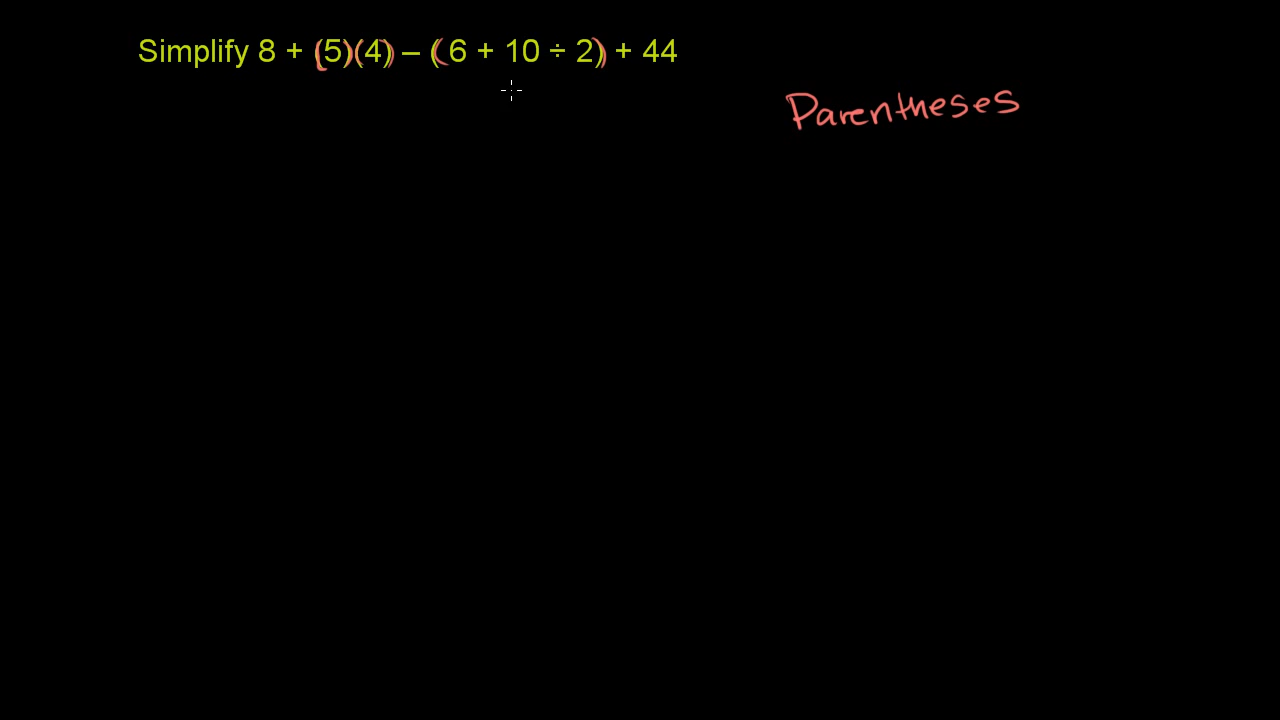 Simplify 8 + (5)(4) – (6 + 10 ÷ 2) + 44
Parentheses